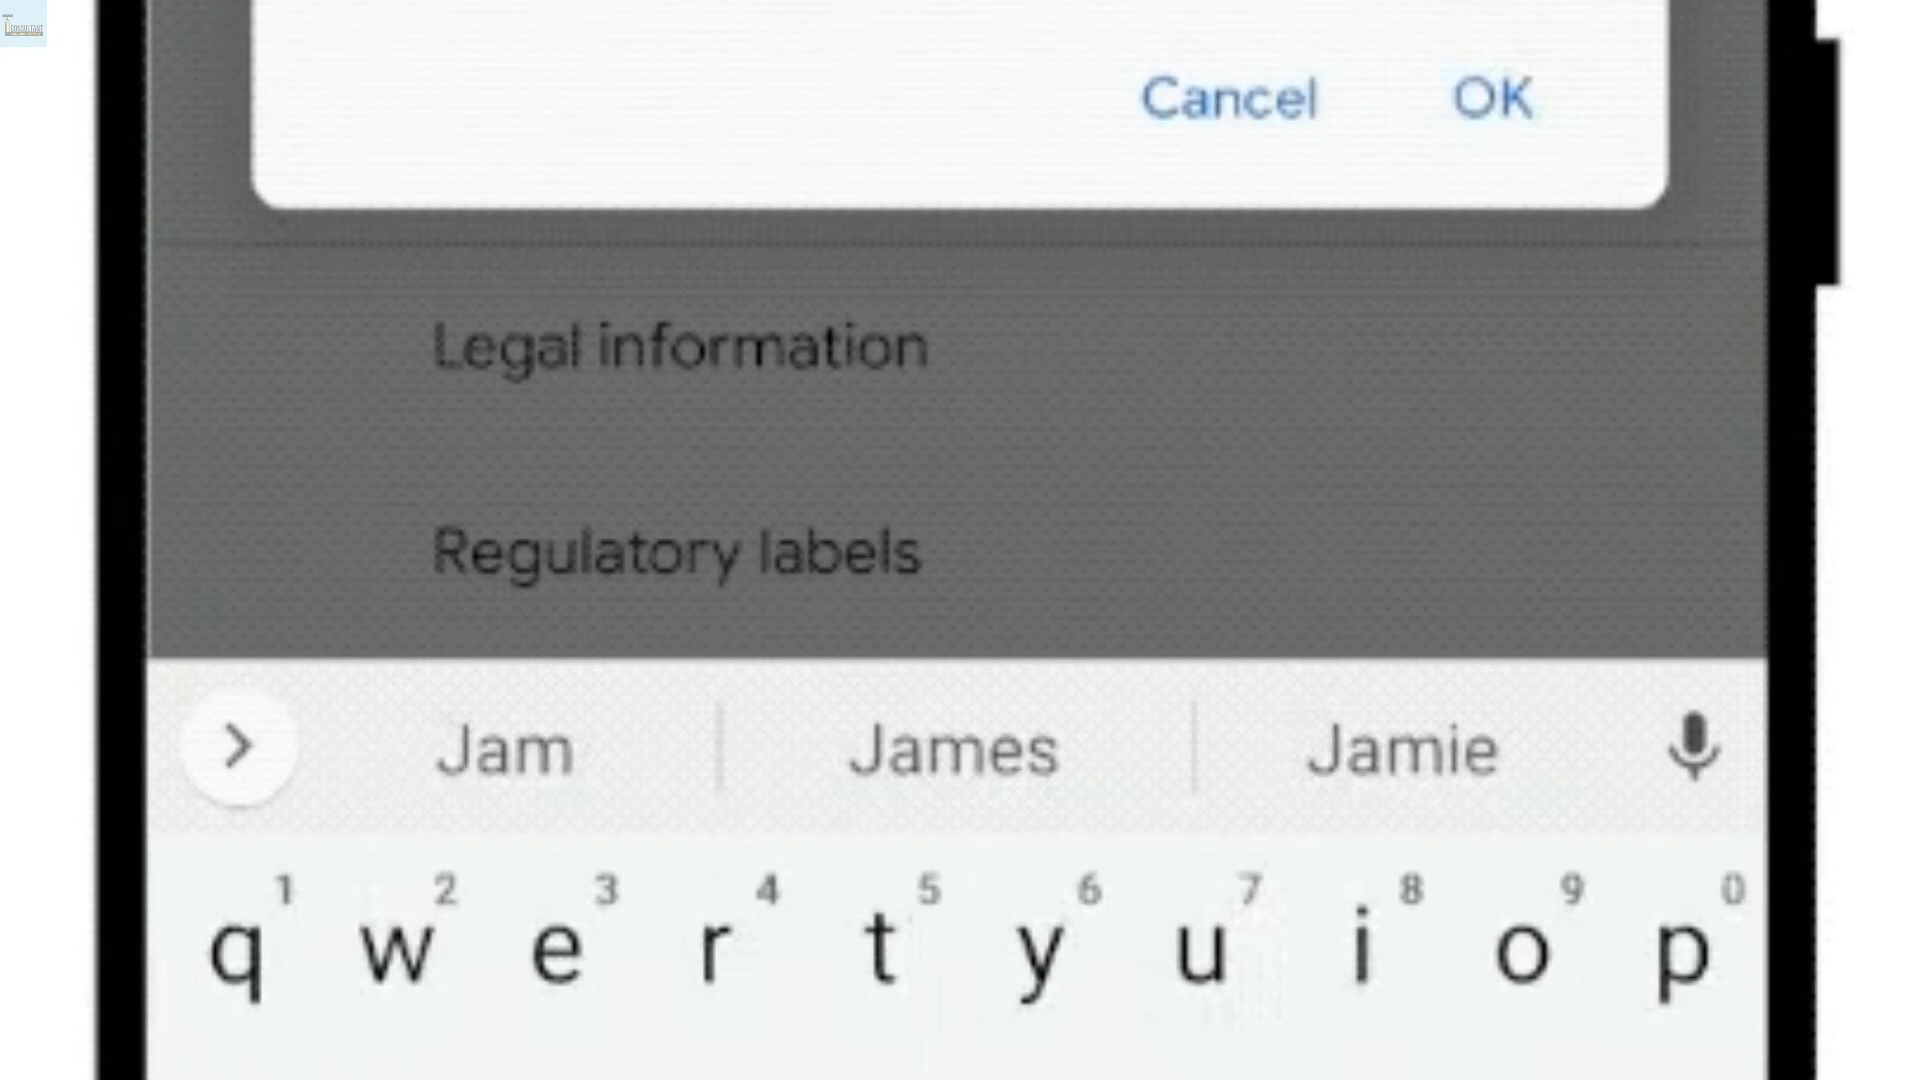 Cancel OK
Legal information
Regulatory labels
Jam James Jamie
1 2 3 4 5 6 7 8 9 0
q w e r t y u i o p